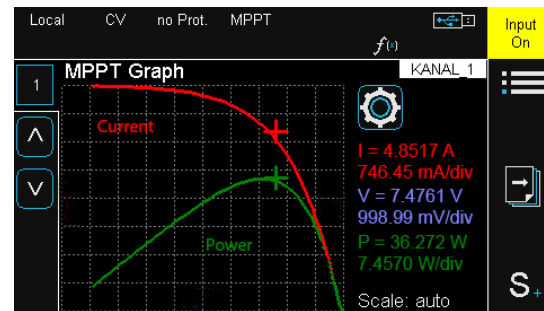 Local CV no Prot. MPPT
Input
On
f(x)
1
MPPT Graph
KANAL_1
Current
Power
I = 4.8517 A
746.45 mA/div
V = 7.4761 V
998.99 mV/div
P = 36.272 W
7.4570 W/div
Scale: auto
S+